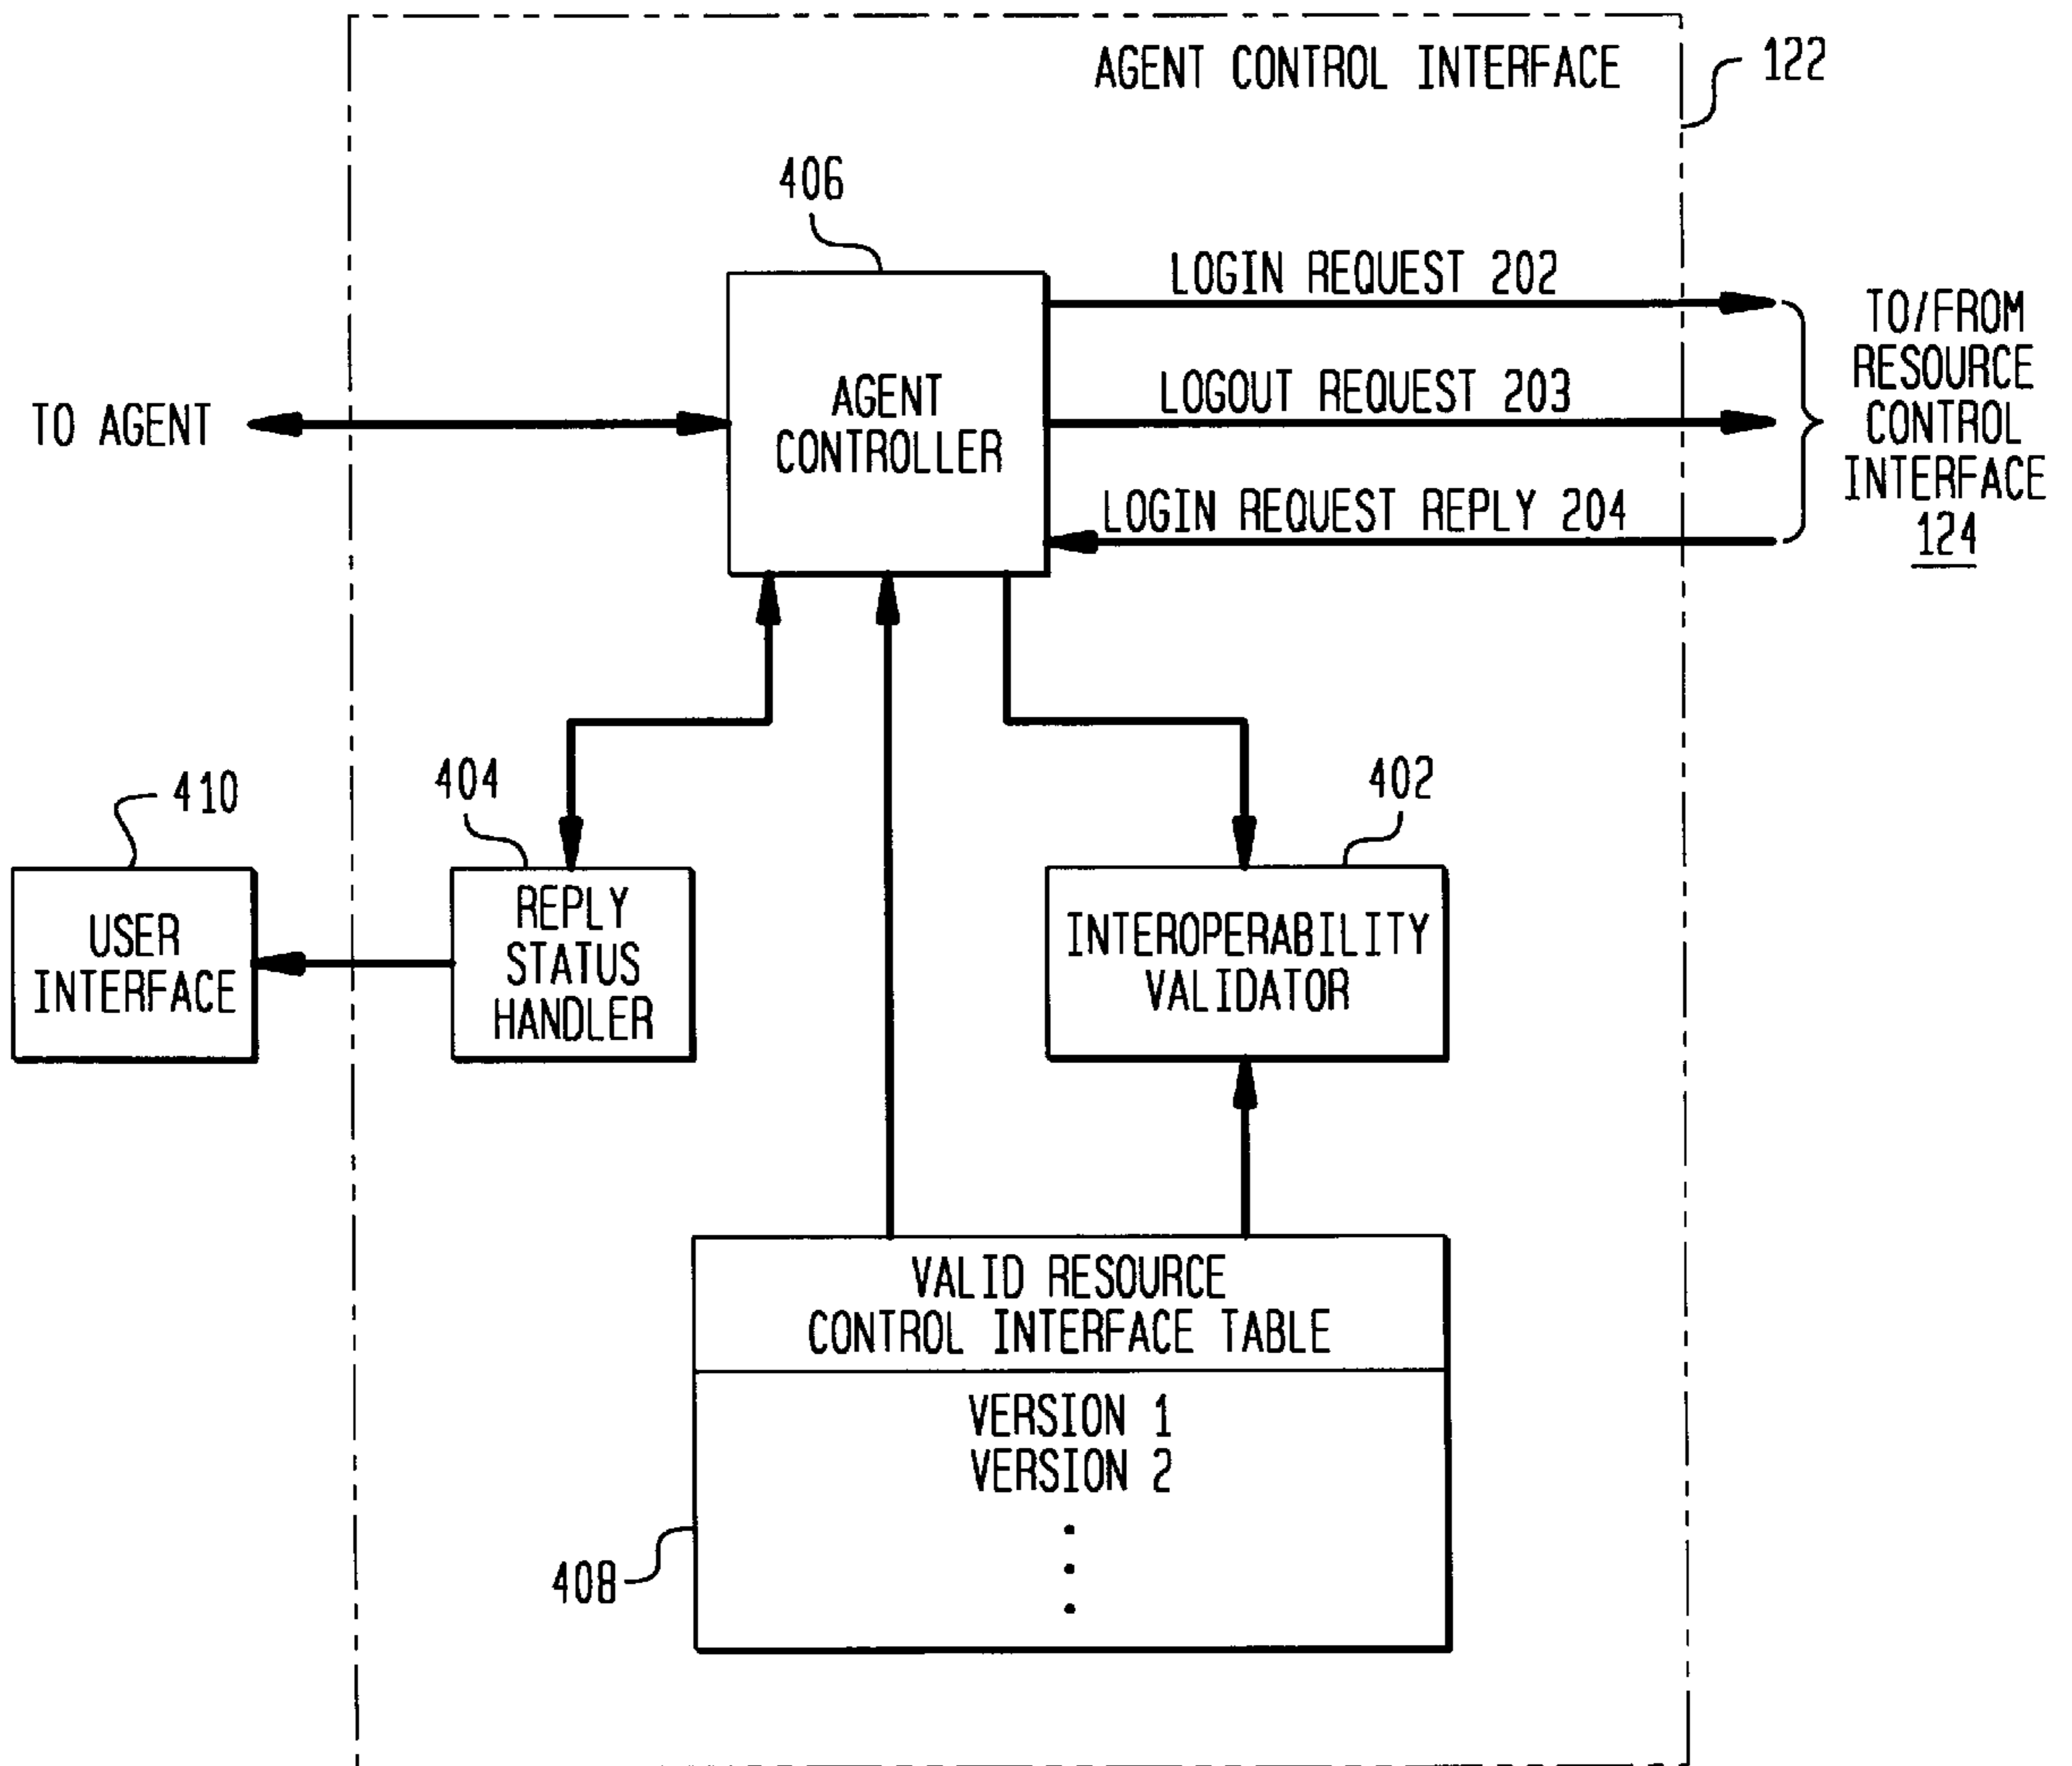 AGENT CONTROL INTERFACE
122
406
LOGIN REQUEST 202
TO/FROM
RESOURCE
CONTROL
INTERFACE
124
LOGOUT REQUEST 203
LOGIN REQUEST REPLY 204
TO AGENT
AGENT
CONTROLLER
410
404
402
USER
INTERFACE
REPLY
STATUS
HANDLER
INTEROPERABILITY
VALIDATOR
VALID RESOURCE
CONTROL INTERFACE TABLE
VERSION 1
VERSION 2
408